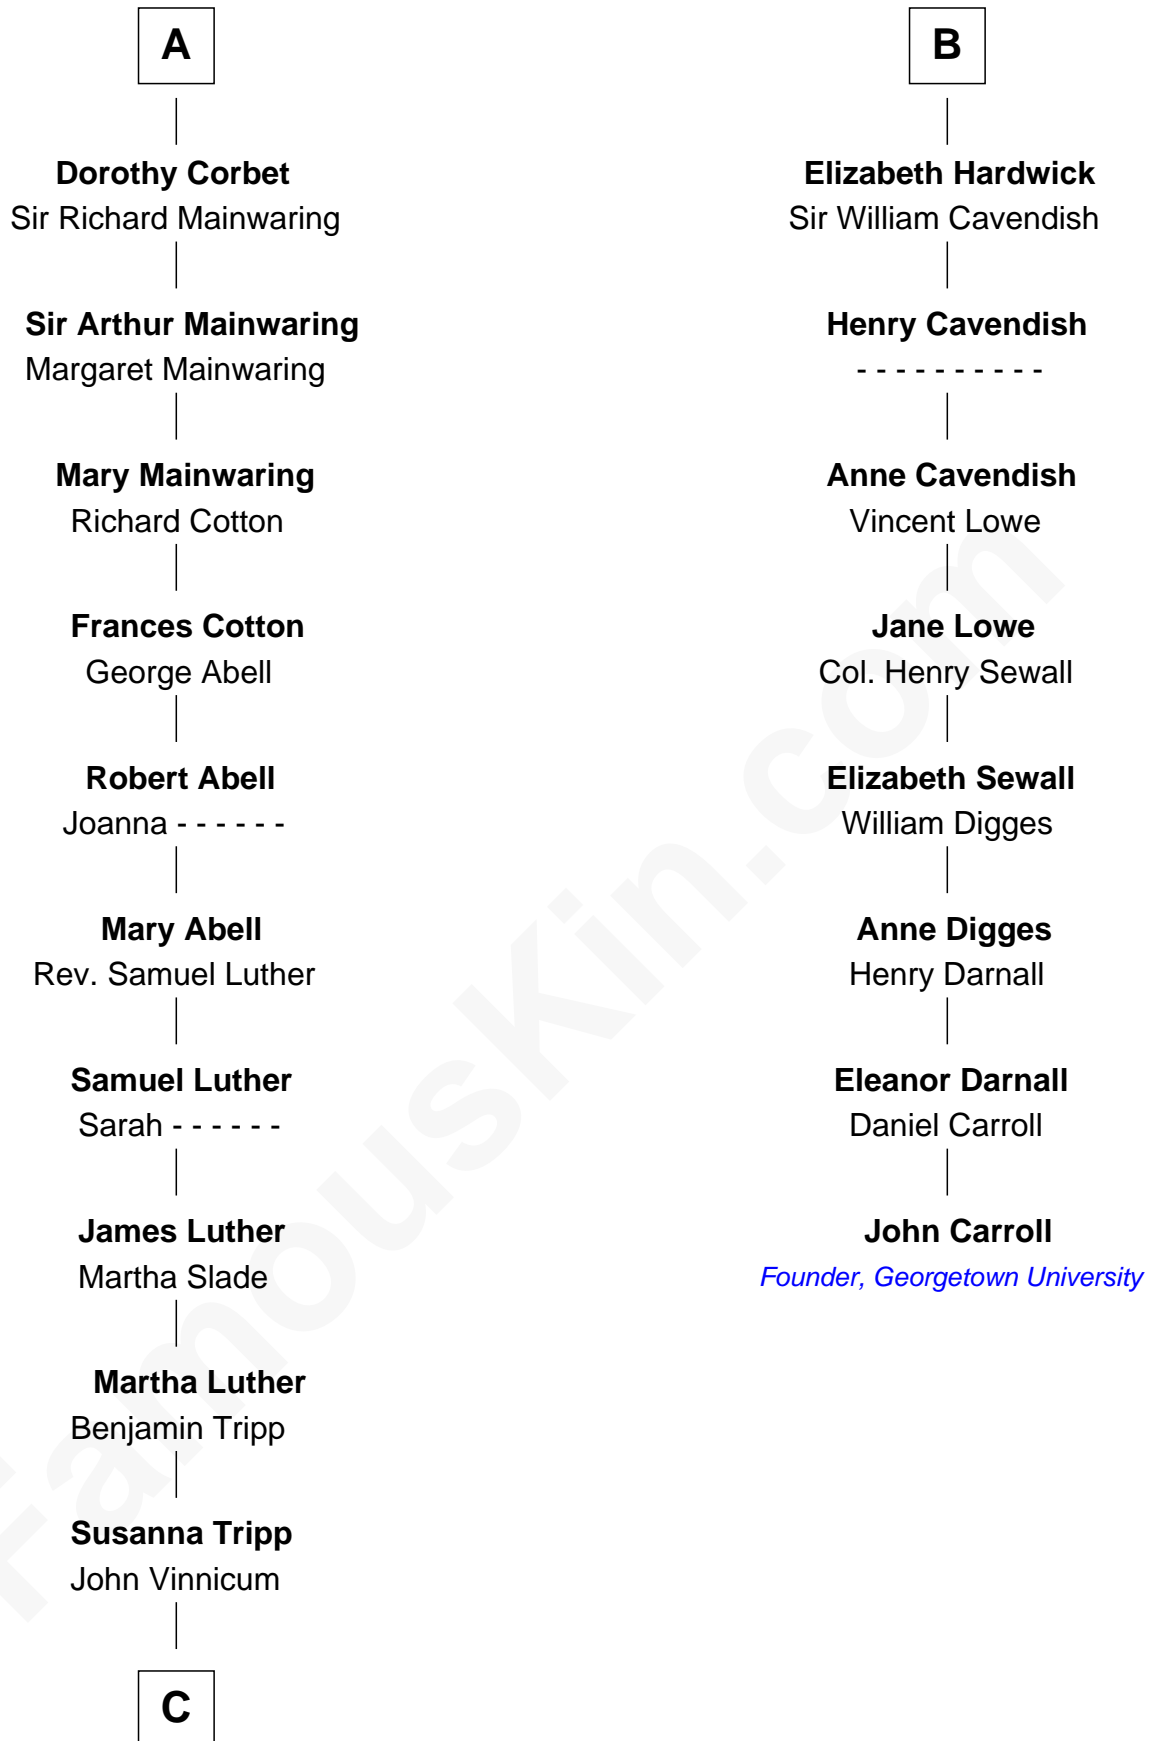 A
Dorothy Corbet
Sir Richard Mainwaring
Sir Arthur Mainwaring
Margaret Mainwaring
Mary Mainwaring
Richard Cotton
Frances Cotton
George Abell
Robert Abell
Joanna - - - - - -
Mary Abell
Rev. Samuel Luther
Samuel Luther
Sarah - - - - - -
James Luther
Martha Slade
Martha Luther
Benjamin Tripp
Susanna Tripp
John Vinnicum
C
B
Elizabeth Hardwick
Sir William Cavendish
Henry Cavendish
- - - - - - - - - -
Anne Cavendish
Vincent Lowe
Jane Lowe
Col. Henry Sewall
Elizabeth Sewall
William Digges
Anne Digges
Henry Darnall
Eleanor Darnall
Daniel Carroll
John Carroll
Founder, Georgetown University
FamousKin.com